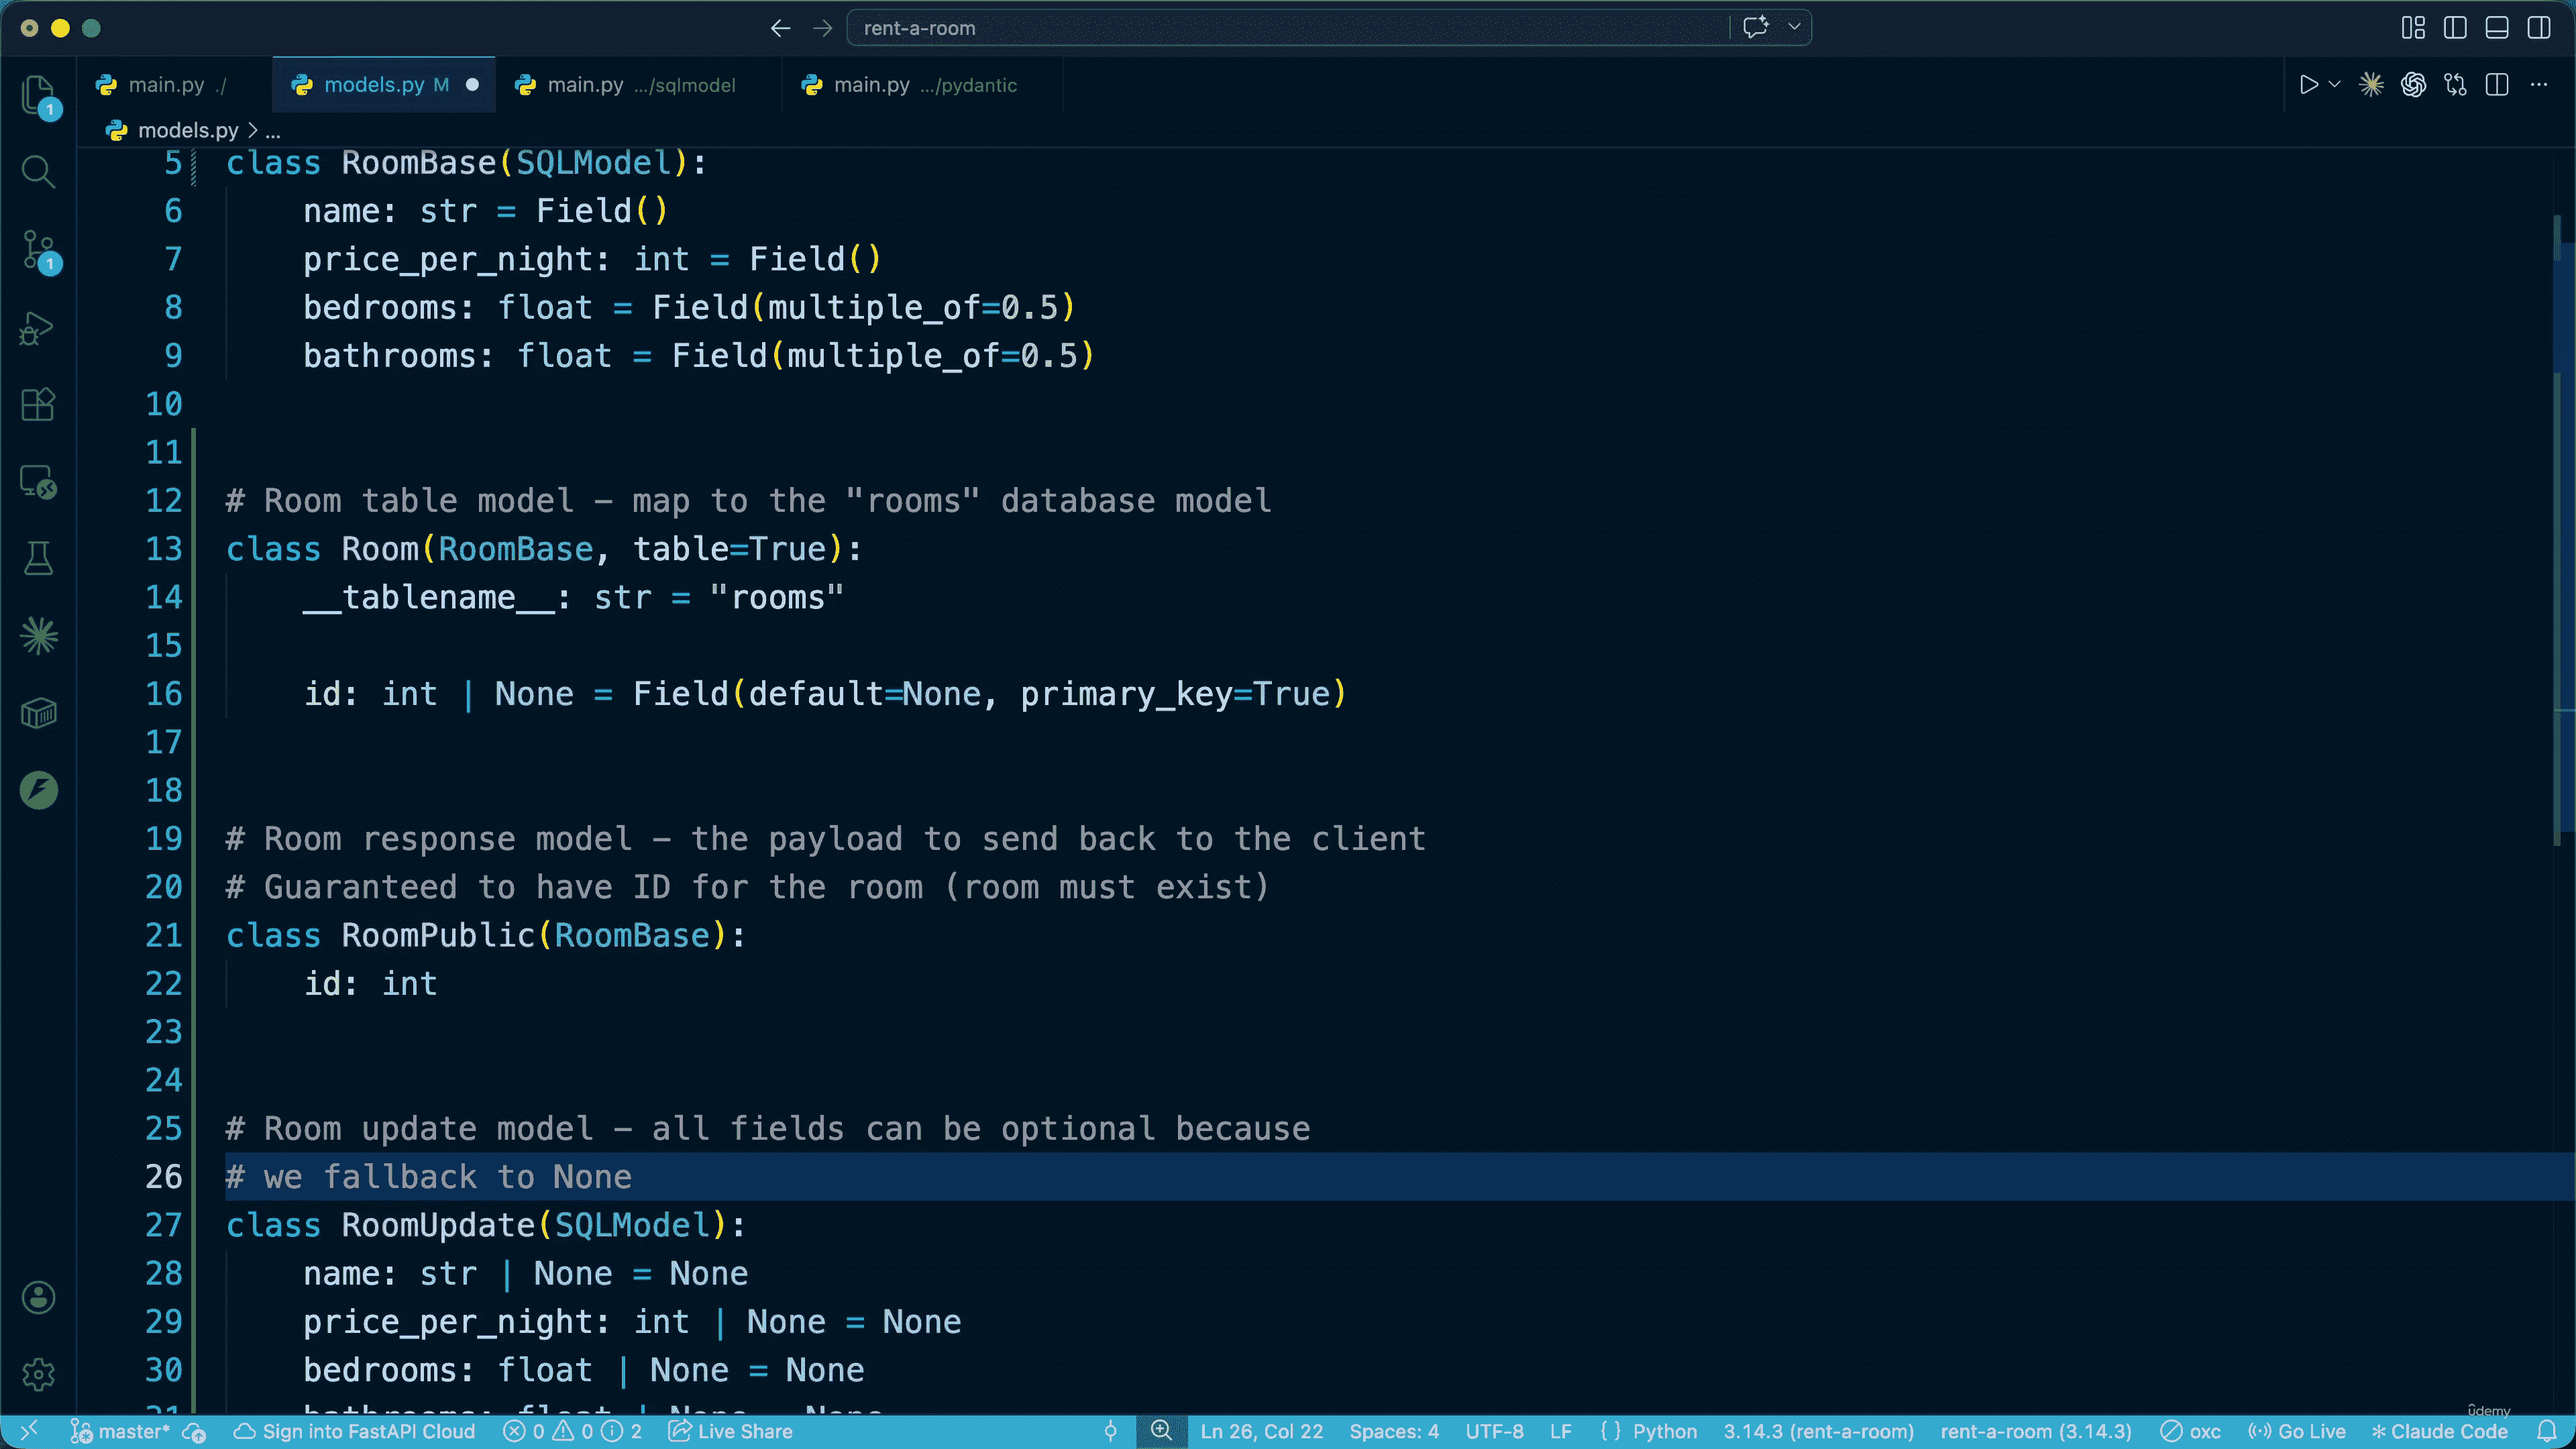 rent-a-room
main.py ./
models.py M
main.py .../sqlmodel
main.py .../pydantic
models.py > ...
1
1
5 class RoomBase(SQLModel):
6 name: str = Field()
7 price_per_night: int = Field()
8 bedrooms: float = Field(multiple_of=0.5)
9 bathrooms: float = Field(multiple_of=0.5)
10
11
12 # Room table model - map to the "rooms" database model
13 class Room(RoomBase, table=True):
14 __tablename__: str = "rooms"
15
16 id: int | None = Field(default=None, primary_key=True)
17
18
19 # Room response model - the payload to send back to the client
20 # Guaranteed to have ID for the room (room must exist)
21 class RoomPublic(RoomBase):
22 id: int
23
24
25 # Room update model - all fields can be optional because
26 # we fallback to None
27 class RoomUpdate(SQLModel):
28 name: str | None = None
29 price_per_night: int | None = None
30 bedrooms: float | None = None
31 bathrooms: float | None = None
udemy
master* Sign into FastAPI Cloud 0 0 2 Live Share Ln 26, Col 22 Spaces: 4 UTF-8 LF { } Python 3.14.3 (rent-a-room) rent-a-room (3.14.3) oxc Go Live Claude Code